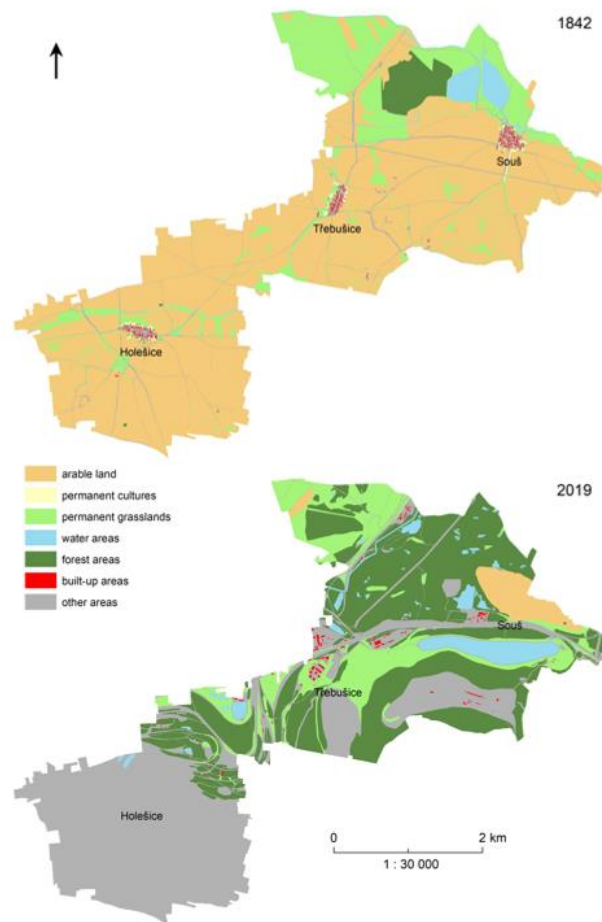 1842
Souš
Třebušice
Holešice
arable land
permanent cultures
permanent grasslands
water areas
forest areas
built-up areas
other areas
2019
Souš
Třebušice
Holešice
0 2 km
1 : 30 000